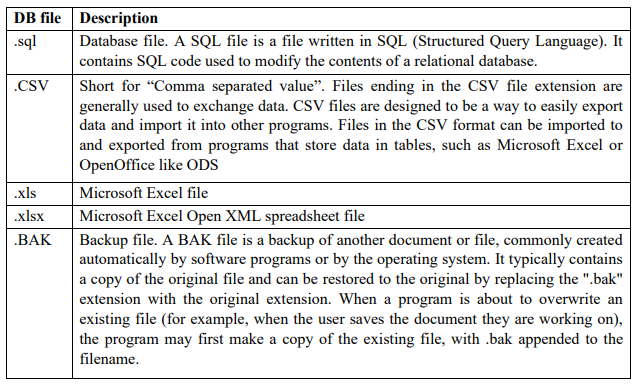 DB file Description
.sql Database file. A SQL file is a file written in SQL (Structured Query Language). It
contains SQL code used to modify the contents of a relational database.
.CSV Short for “Comma separated value”. Files ending in the CSV file extension are
generally used to exchange data. CSV files are designed to be a way to easily export
data and import it into other programs. Files in the CSV format can be imported to
and exported from programs that store data in tables, such as Microsoft Excel or
OpenOffice like ODS
.xls Microsoft Excel file
.xlsx Microsoft Excel Open XML spreadsheet file
.BAK Backup file. A BAK file is a backup of another document or file, commonly created
automatically by software programs or by the operating system. It typically contains
a copy of the original file and can be restored to the original by replacing the ".bak"
extension with the original extension. When a program is about to overwrite an
existing file (for example, when the user saves the document they are working on),
the program may first make a copy of the existing file, with .bak appended to the
filename.